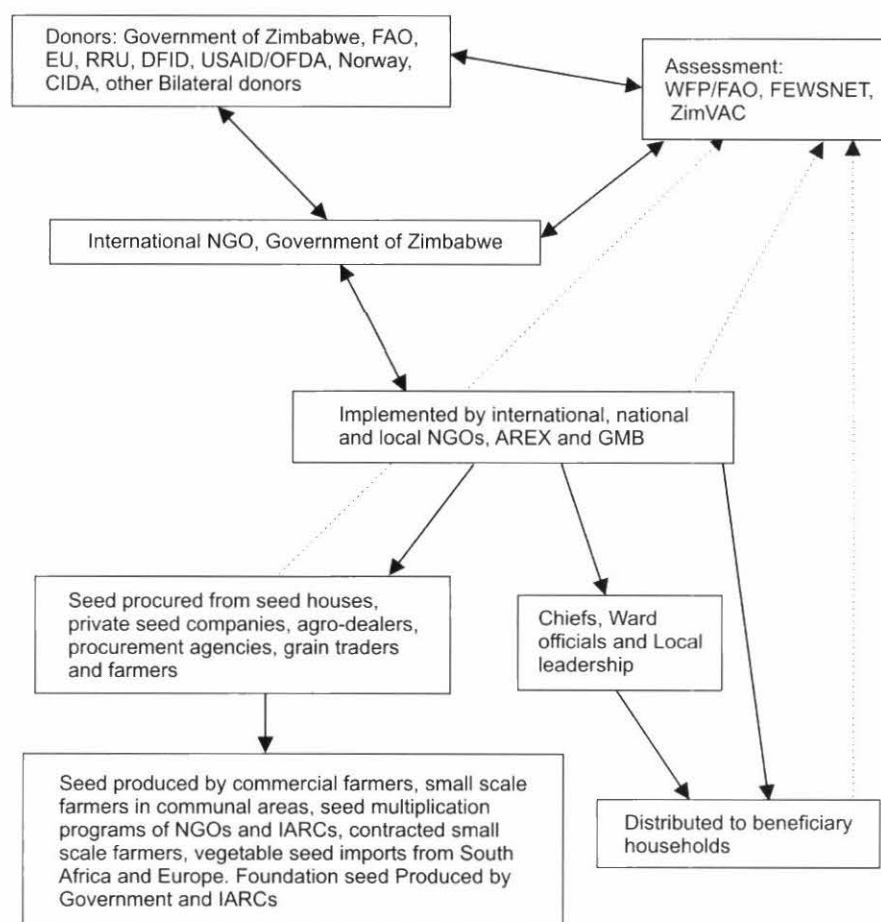 Donors: Government of Zimbabwe, FAO,
EU, RRU, DFID, USAID/OFDA, Norway,
CIDA, other Bilateral donors
Assessment:
WFP/FAO, FEWSNET,
ZimVAC
International NGO, Government of Zimbabwe
Implemented by international, national
and local NGOs, AREX and GMB
Seed procured from seed houses,
private seed companies, agro-dealers,
procurement agencies, grain traders
and farmers
Chiefs, Ward
officials and Local
leadership
Seed produced by commercial farmers, small scale
farmers in communal areas, seed multiplication
programs of NGOs and IARCs, contracted small
scale farmers, vegetable seed imports from South
Africa and Europe. Foundation seed Produced by
Government and IARCs
Distributed to beneficiary
households